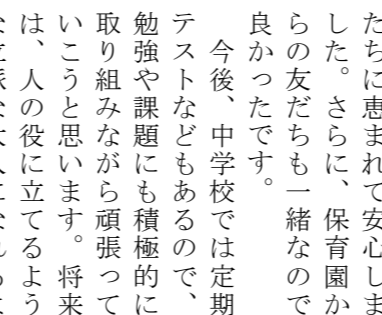 たちに恵まれて安心しま
した。さらに、保育園か
らの友だちも一緒なので
良かったです。
今後、中学校では定期
テストなどもあるので、
勉強や課題にも積極的に
取り組みながら頑張って
いこうと思います。将来
は、人の役に立てるよう